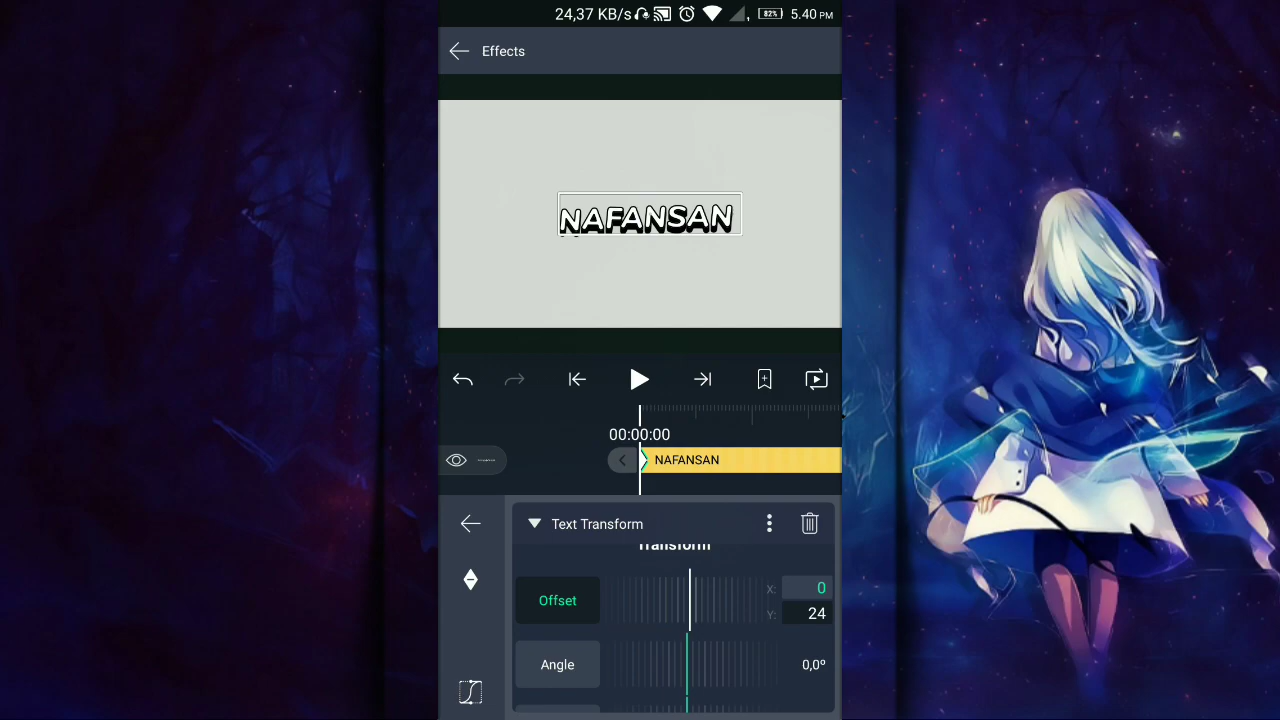 24,37 KB/s 82% 5.40 PM
Effects
NAFANSAN
00:00:00
NAFANSAN
Text Transform
Transform
Offset
X: 0
Y: 24
Angle
0,0°